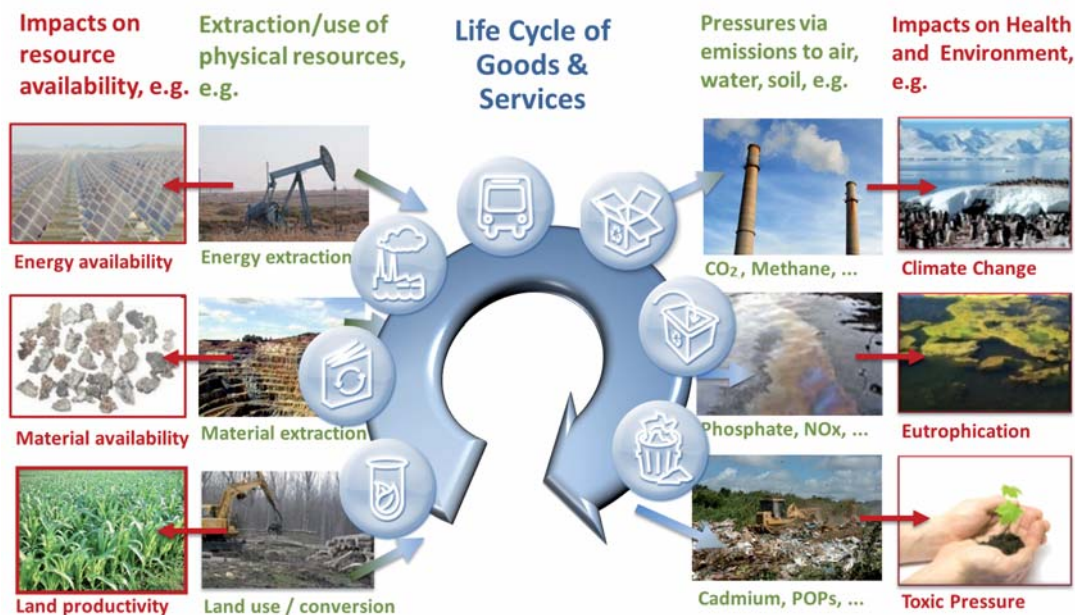 Impacts on
resource
availability, e.g.
Extraction/use of
physical resources,
e.g.
Life Cycle of
Goods &
Services
Pressures via
emissions to air,
water, soil, e.g.
Impacts on Health
and Environment,
e.g.
Energy availability
Energy extraction
CO₂, Methane, ...
Climate Change
Material availability
Material extraction
Phosphate, NOx, ...
Eutrophication
Land productivity
Land use / conversion
Cadmium, POPs, ...
Toxic Pressure